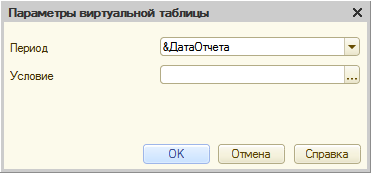 Параметры виртуальной таблицы
Период
&ДатаОтчета
Условие
...
OK Отмена Справка